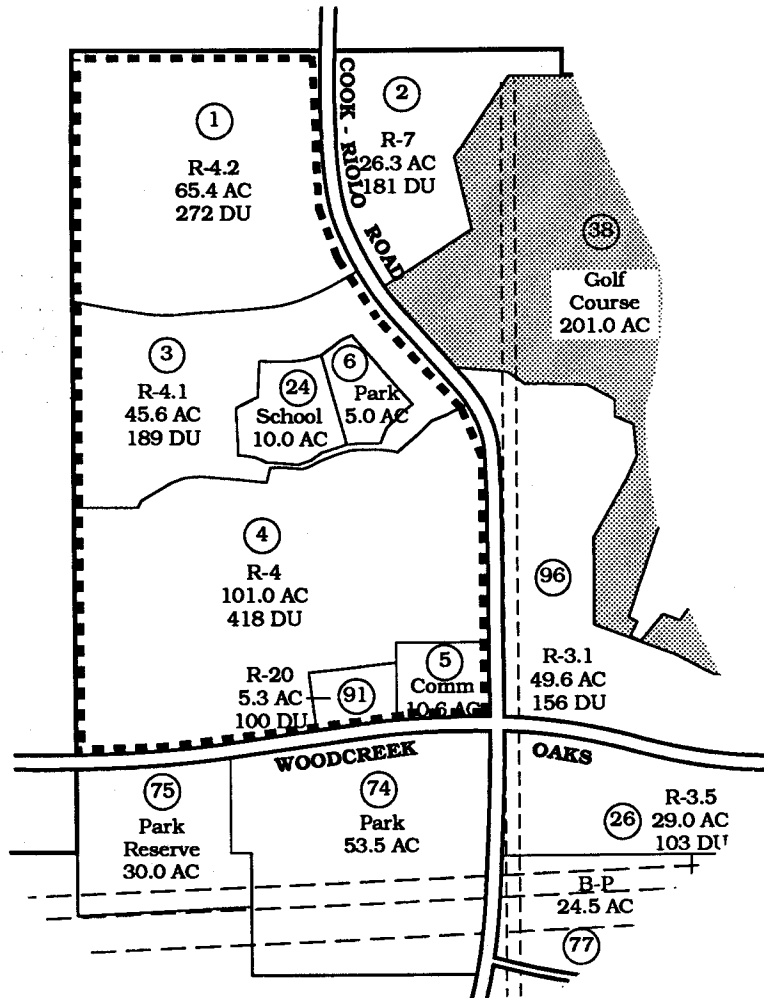 1
R-4.2
65.4 AC
272 DU
2
R-7
26.3 AC
181 DU
COOK - RIOLO ROAD
38
Golf
Course
201.0 AC
3
R-4.1
45.6 AC
189 DU
24
School
10.0 AC
6
Park
5.0 AC
4
R-4
101.0 AC
418 DU
96
R-3.1
49.6 AC
156 DU
R-20
5.3 AC
100 DU
91
5
Comm
10.6 AC
WOODCREEK OAKS
75
Park
Reserve
30.0 AC
74
Park
53.5 AC
26
R-3.5
29.0 AC
103 DU
B-P
24.5 AC
77